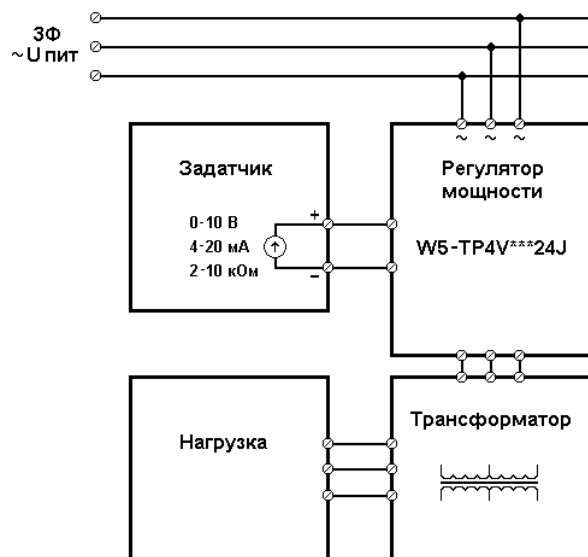 3Ф
~U пит
~ ~ ~
Задатчик
Регулятор
мощности
0-10 В
+
4-20 мА
2-10 кОм
–
W5-TP4V***24J
Нагрузка
Трансформатор